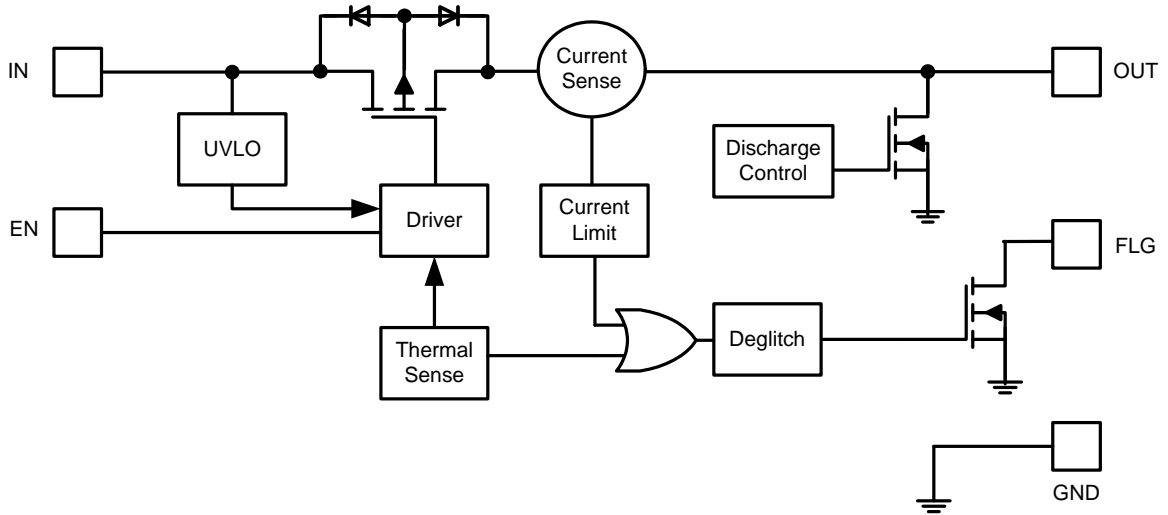 IN
Current
Sense
OUT
UVLO
Discharge
Control
EN
Driver
Current
Limit
FLG
Thermal
Sense
Deglitch
GND